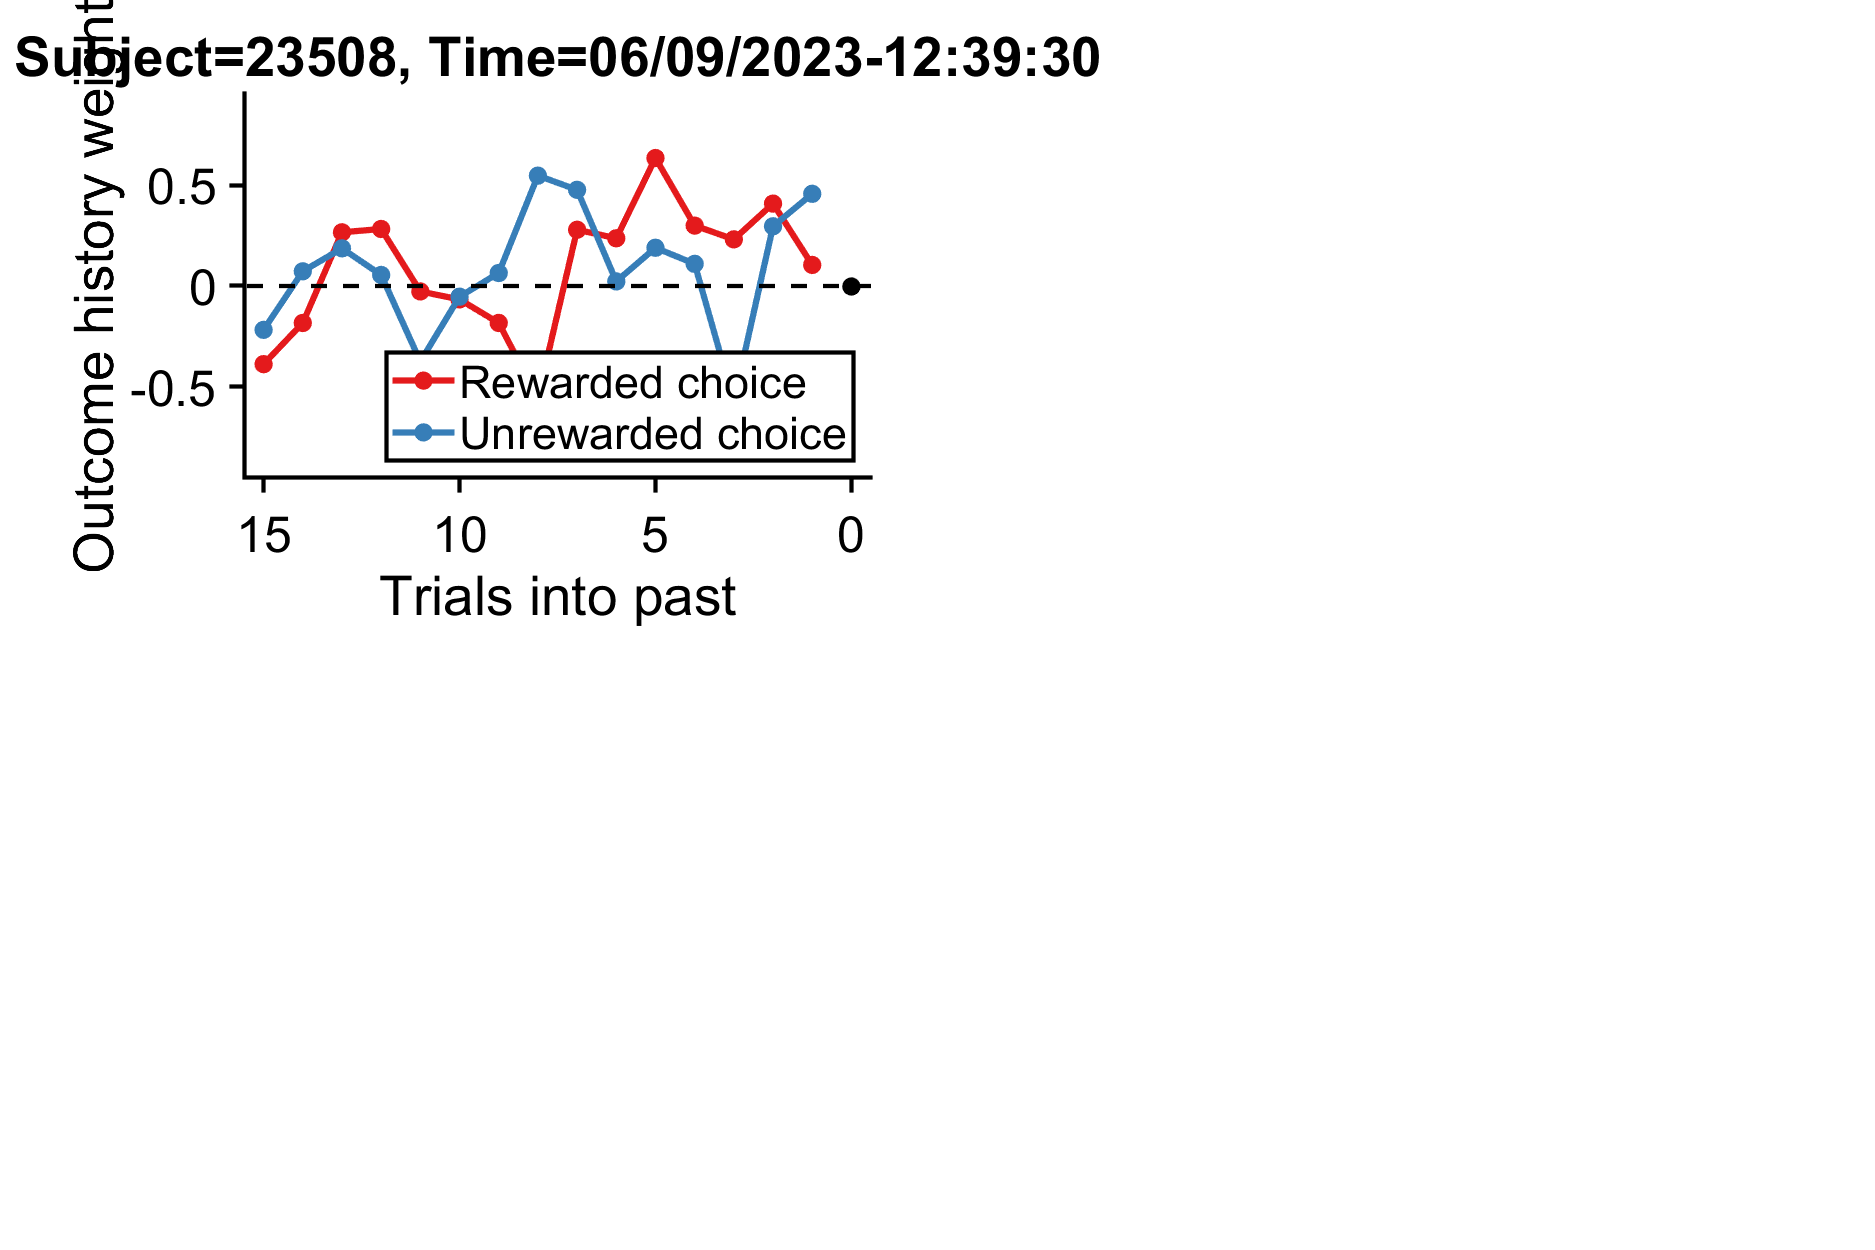 Subject=23508, Time=06/09/2023-12:39:30
Outcome history weight
0.5
0
-0.5
Rewarded choice
Unrewarded choice
15 10 5 0
Trials into past